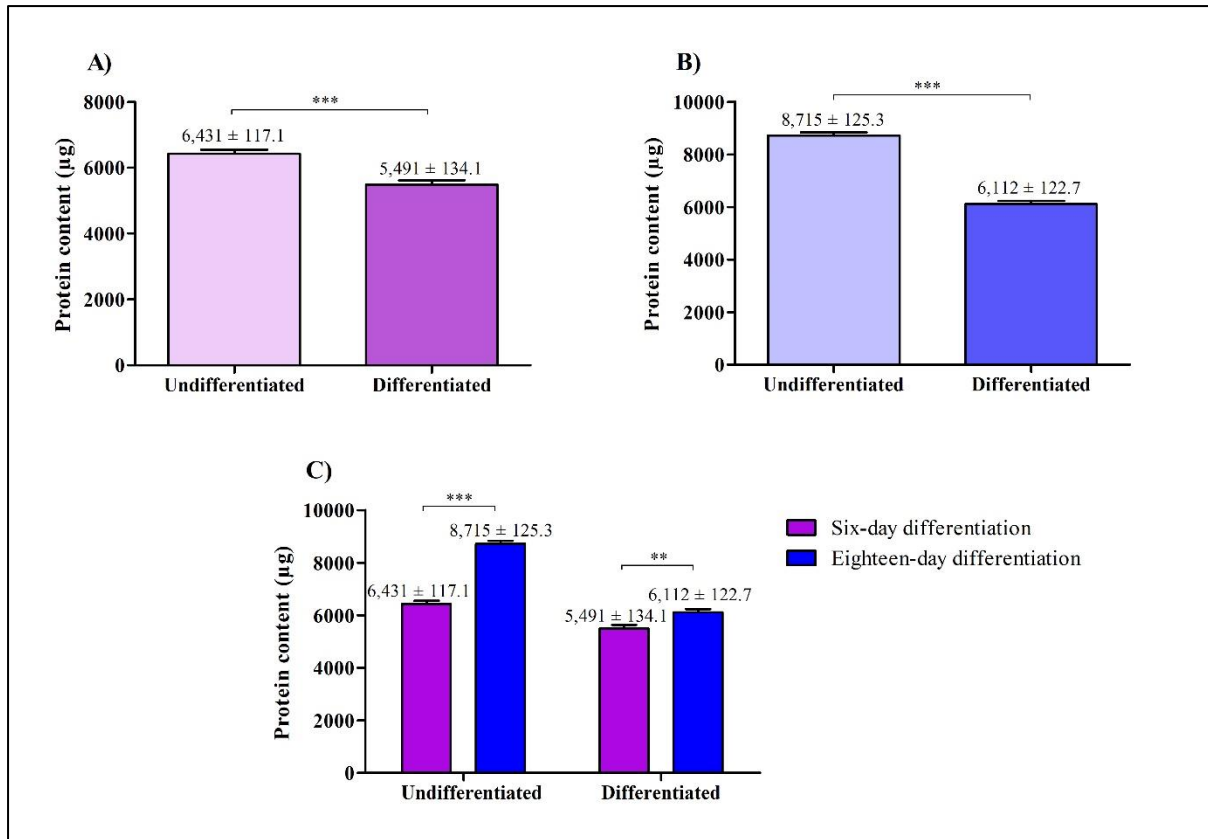 A)
Protein content (µg)
8000
6000
4000
2000
0
***
6,431 ± 117.1
5,491 ± 134.1
Undifferentiated
Differentiated
B)
Protein content (µg)
10000
8000
6000
4000
2000
0
***
8,715 ± 125.3
6,112 ± 122.7
Undifferentiated
Differentiated
C)
Protein content (µg)
10000
8000
6000
4000
2000
0
***
8,715 ± 125.3
6,431 ± 117.1
**
6,112 ± 122.7
5,491 ± 134.1
Undifferentiated
Differentiated
Six-day differentiation
Eighteen-day differentiation